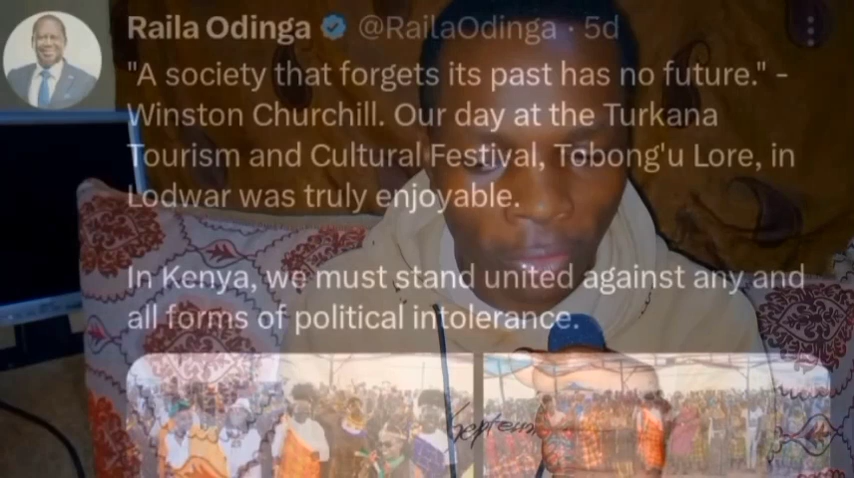 Raila Odinga @RailaOdinga · 5d
"A society that forgets its past has no future." -
Winston Churchill. Our day at the Turkana
Tourism and Cultural Festival, Tobong'u Lore, in
Lodwar was truly enjoyable.
In Kenya, we must stand united against any and
all forms of political intolerance.